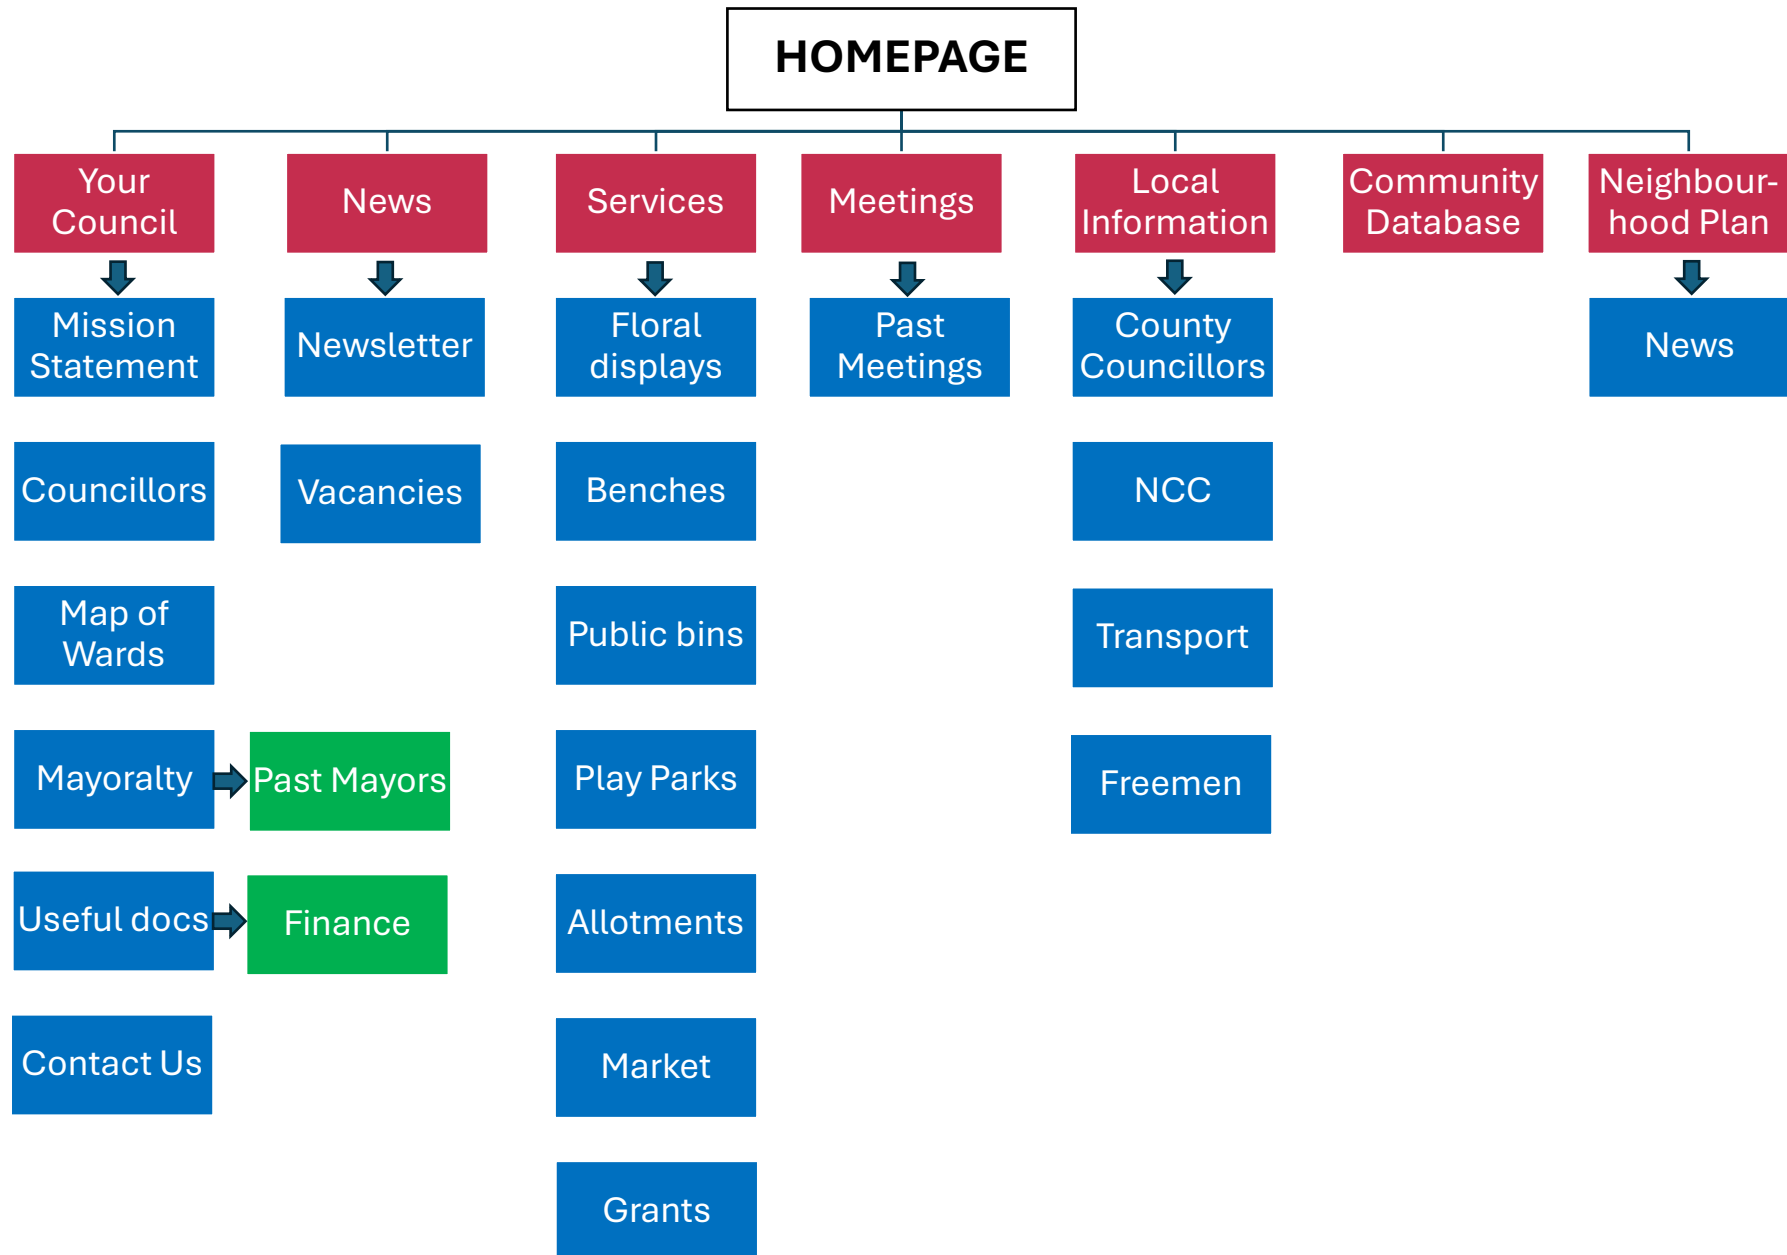 HOMEPAGE
Your
Council
News
Services
Meetings
Local
Information
Community
Database
Neighbour-
hood Plan
Mission
Statement
Newsletter
Floral
displays
Past
Meetings
County
Councillors
News
Councillors
Vacancies
Benches
NCC
Map of
Wards
Public bins
Transport
Mayoralty
Past Mayors
Play Parks
Freemen
Useful docs
Finance
Allotments
Contact Us
Market
Grants